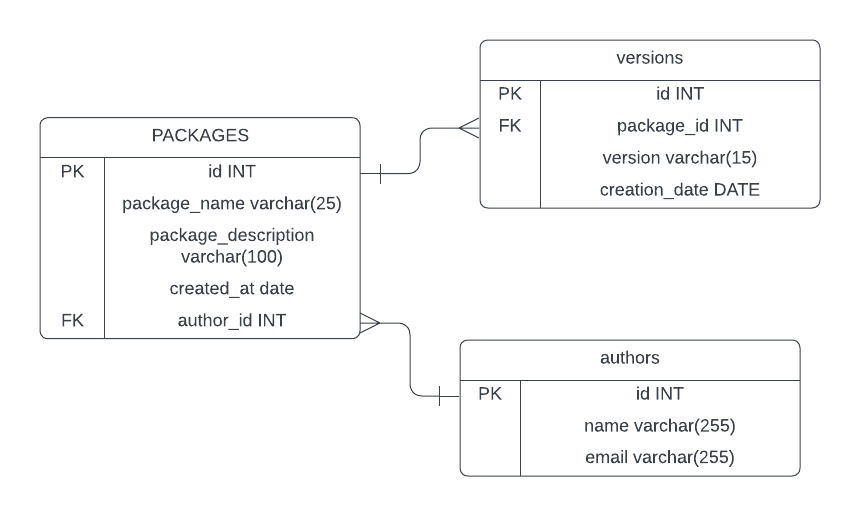 PACKAGES
PK id INT
package_name varchar(25)
package_description
varchar(100)
created_at date
FK author_id INT
versions
PK id INT
FK package_id INT
version varchar(15)
creation_date DATE
authors
PK id INT
name varchar(255)
email varchar(255)